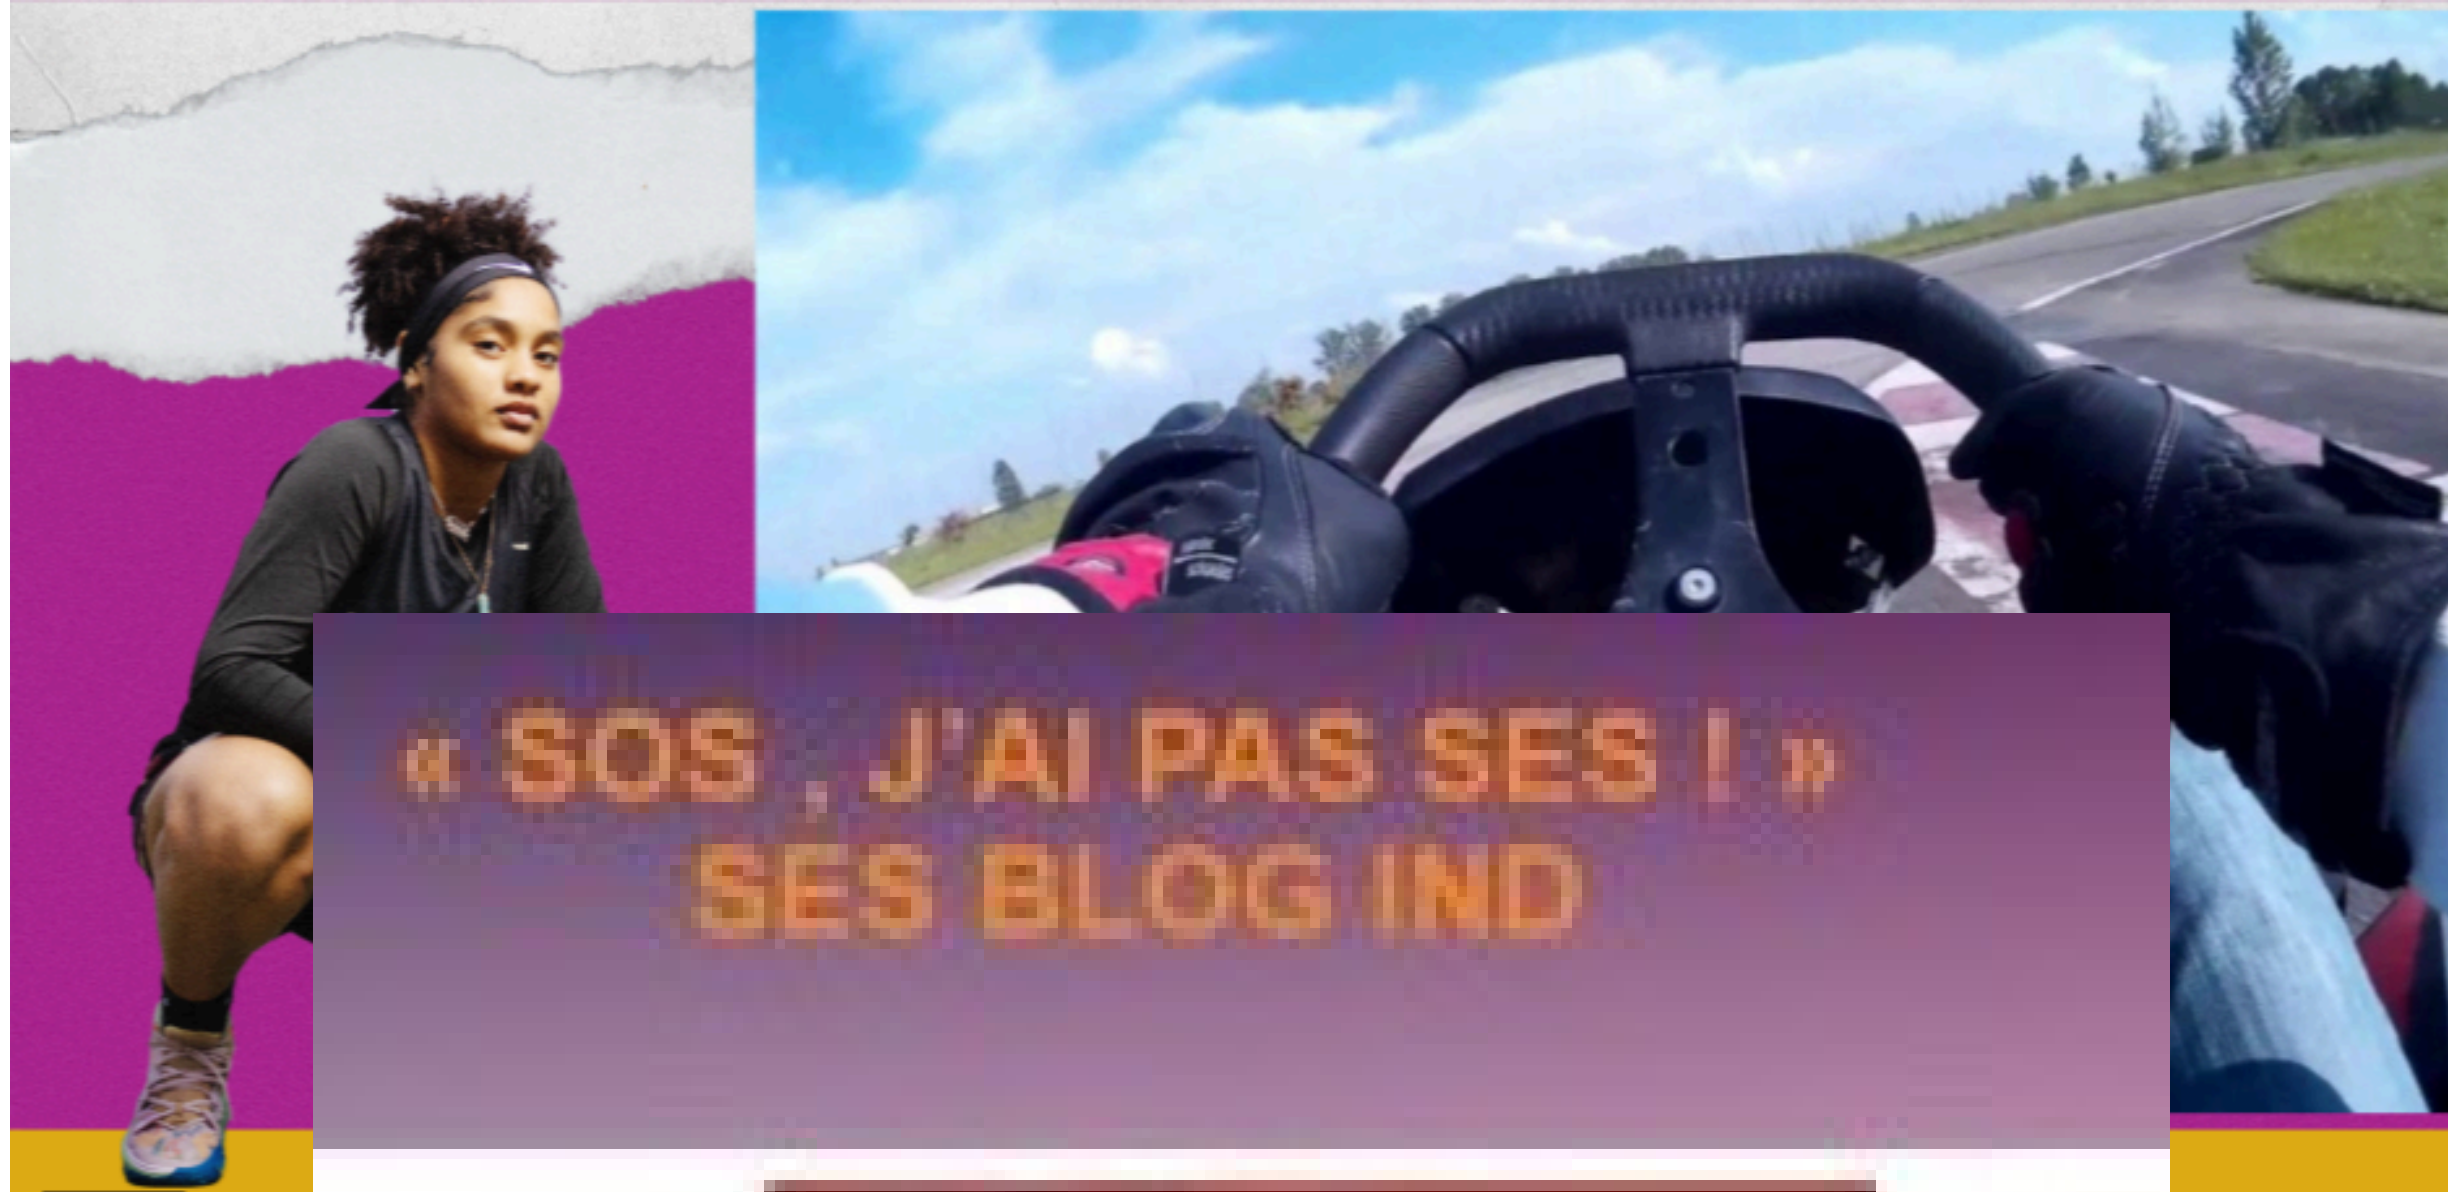 « SOS , J'AI PAS SES ! »
SES BLOG IND